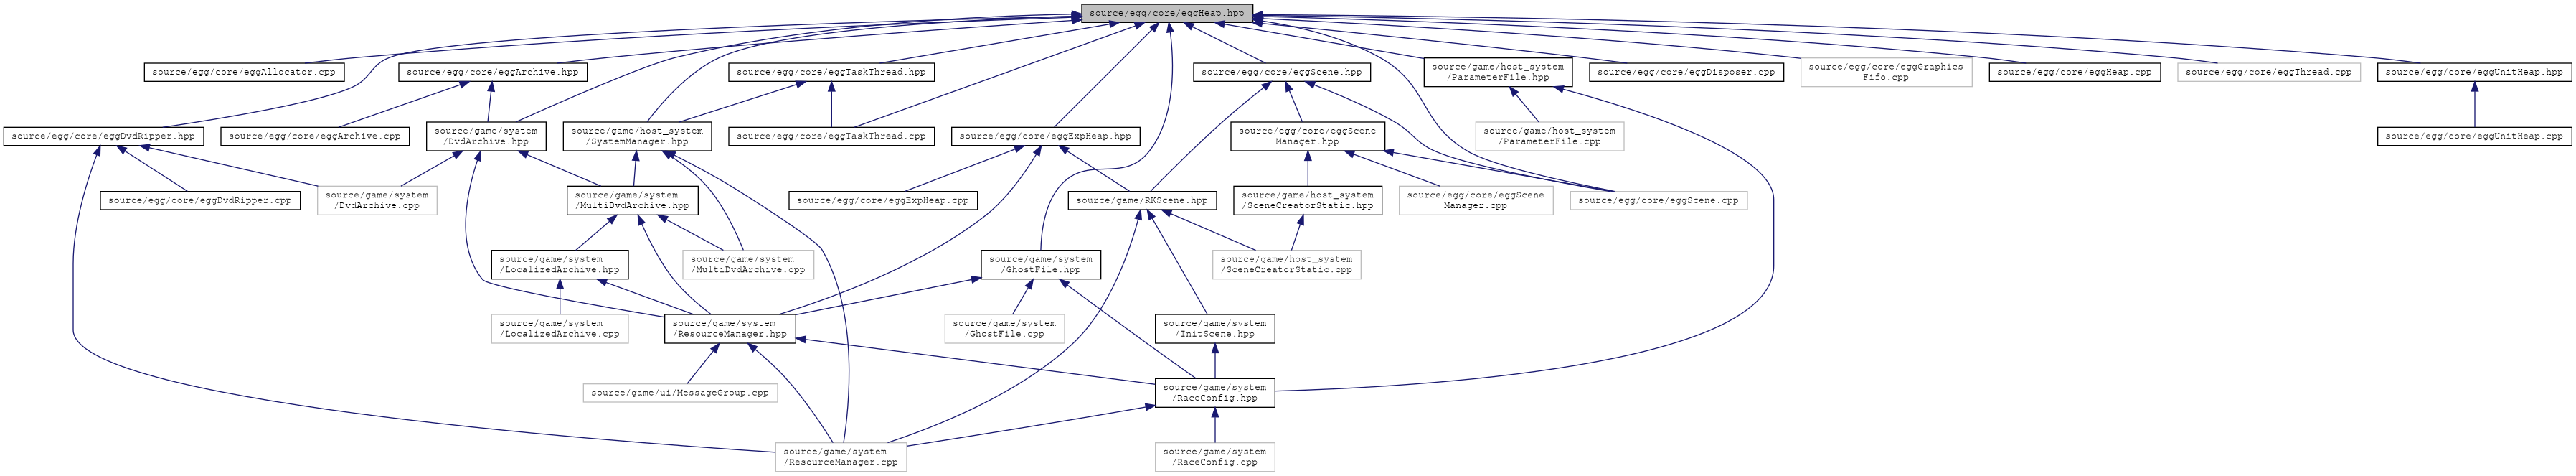 source/egg/core/eggHeap.hpp
source/egg/core/eggAllocator.cpp
source/egg/core/eggArchive.hpp
source/egg/core/eggTaskThread.hpp
source/egg/core/eggScene.hpp
source/game/host_system
/ParameterFile.hpp
source/egg/core/eggDisposer.cpp
source/egg/core/eggGraphics
Fifo.cpp
source/egg/core/eggHeap.cpp
source/egg/core/eggThread.cpp
source/egg/core/eggUnitHeap.hpp
source/egg/core/eggDvdRipper.hpp
source/egg/core/eggArchive.cpp
source/game/system
/DvdArchive.hpp
source/game/host_system
/SystemManager.hpp
source/egg/core/eggTaskThread.cpp
source/egg/core/eggExpHeap.hpp
source/egg/core/eggScene
Manager.hpp
source/game/host_system
/ParameterFile.cpp
source/egg/core/eggUnitHeap.cpp
source/egg/core/eggDvdRipper.cpp
source/game/system
/DvdArchive.cpp
source/game/system
/MultiDvdArchive.hpp
source/egg/core/eggExpHeap.cpp
source/game/RKScene.hpp
source/game/host_system
/SceneCreatorStatic.hpp
source/egg/core/eggScene
Manager.cpp
source/egg/core/eggScene.cpp
source/game/system
/LocalizedArchive.hpp
source/game/system
/MultiDvdArchive.cpp
source/game/system
/GhostFile.hpp
source/game/host_system
/SceneCreatorStatic.cpp
source/game/system
/LocalizedArchive.cpp
source/game/system
/ResourceManager.hpp
source/game/system
/GhostFile.cpp
source/game/system
/InitScene.hpp
source/game/ui/MessageGroup.cpp
source/game/system
/RaceConfig.hpp
source/game/system
/ResourceManager.cpp
source/game/system
/RaceConfig.cpp